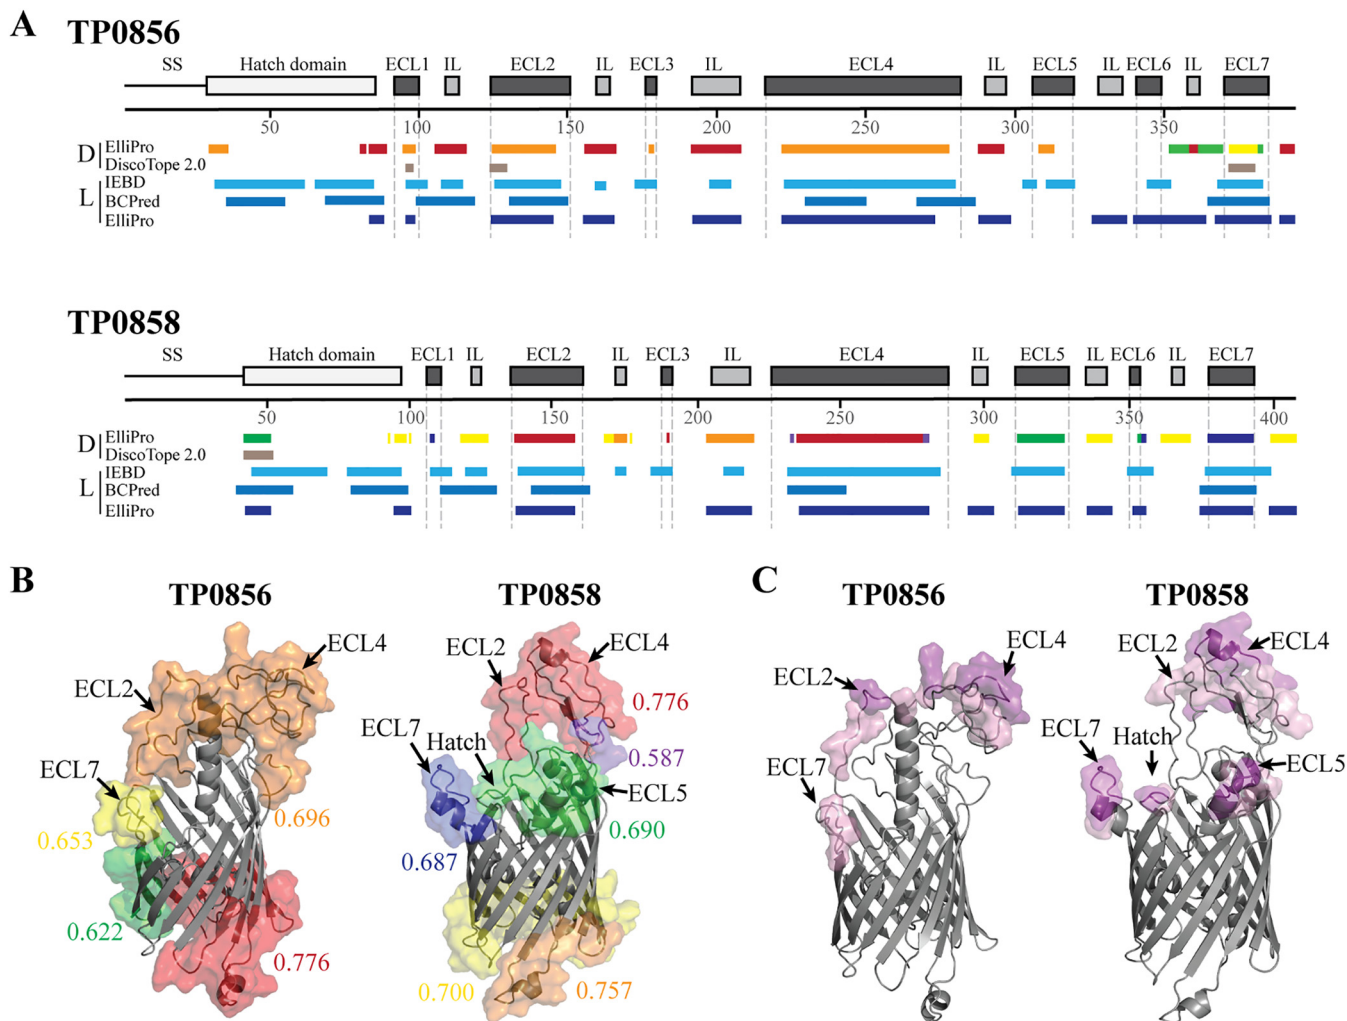 A
TP0856
SS Hatch domain ECL1 IL ECL2 IL ECL3 IL ECL4 IL ECL5 IL ECL6 IL ECL7
50 100 150 200 250 300 350
D ElliPro
DiscoTope 2.0
L IEBD
BCPred
ElliPro
TP0858
SS Hatch domain ECL1 IL ECL2 IL ECL3 IL ECL4 IL ECL5 IL ECL6 IL ECL7
50 100 150 200 250 300 350 400
D ElliPro
DiscoTope 2.0
L IEBD
BCPred
ElliPro
B
TP0856
ECL4
ECL2
ECL7
0.653
0.696
0.622
0.776
TP0858
ECL2
ECL4
0.776
ECL7
Hatch
0.587
ECL5
0.690
0.687
0.700
0.757
C
TP0856
ECL4
ECL2
ECL7
TP0858
ECL2
ECL4
ECL7
Hatch
ECL5